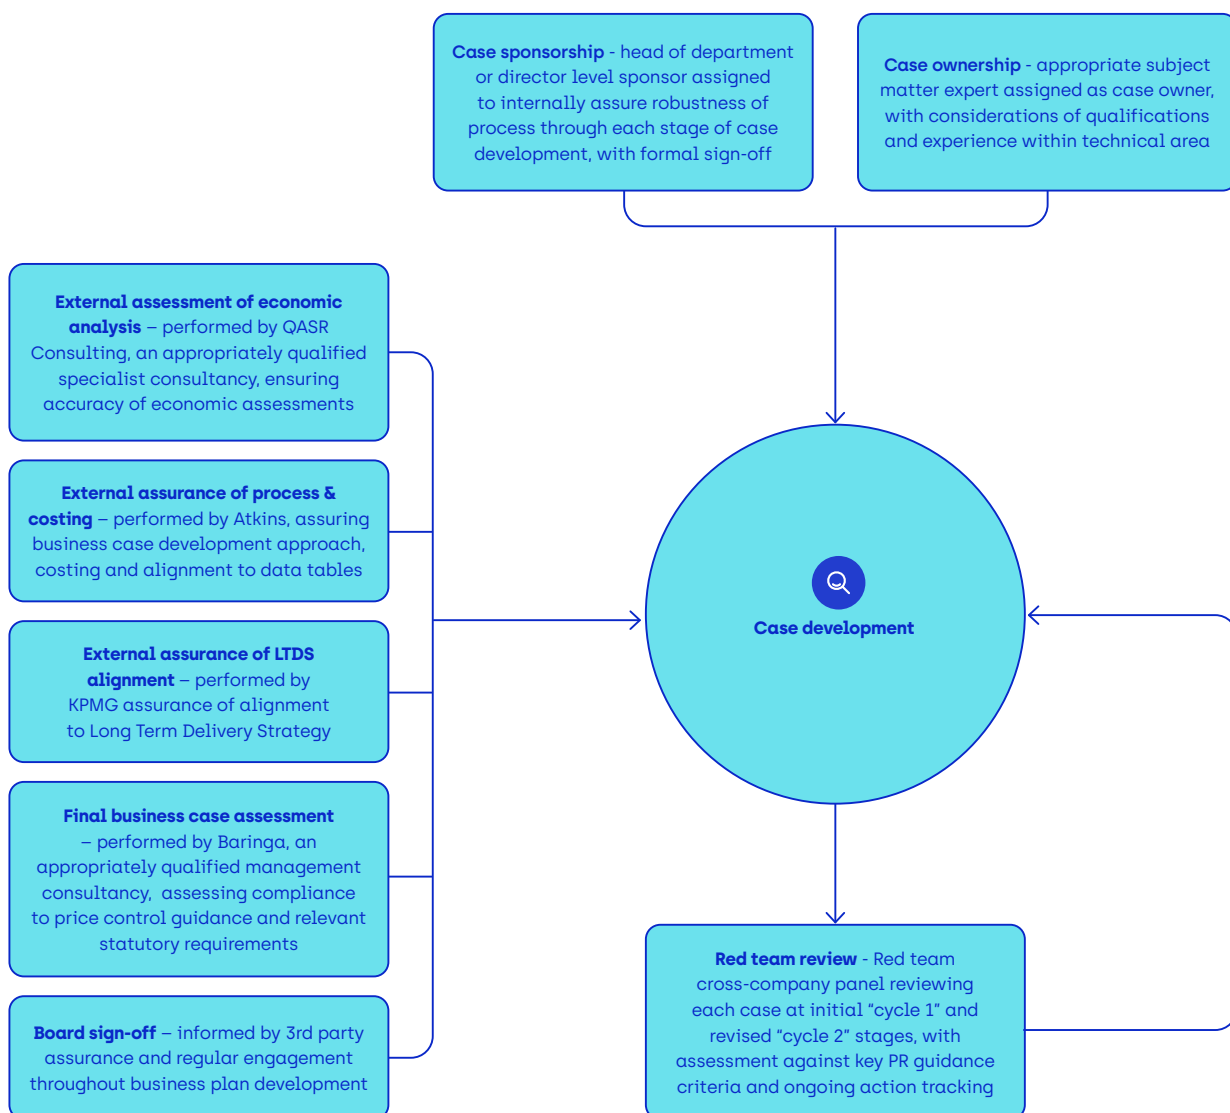 Case sponsorship - head of department
or director level sponsor assigned
to internally assure robustness of
process through each stage of case
development, with formal sign-off
Case ownership - appropriate subject
matter expert assigned as case owner,
with considerations of qualifications
and experience within technical area
External assessment of economic
analysis – performed by QASR
Consulting, an appropriately qualified
specialist consultancy, ensuring
accuracy of economic assessments
External assurance of process &
costing – performed by Atkins, assuring
business case development approach,
costing and alignment to data tables
External assurance of LTDS
alignment – performed by
KPMG assurance of alignment
to Long Term Delivery Strategy
Final business case assessment
– performed by Baringa, an
appropriately qualified management
consultancy, assessing compliance
to price control guidance and relevant
statutory requirements
Board sign-off – informed by 3rd party
assurance and regular engagement
throughout business plan development
Case development
Red team review - Red team
cross-company panel reviewing
each case at initial “cycle 1” and
revised “cycle 2” stages, with
assessment against key PR guidance
criteria and ongoing action tracking